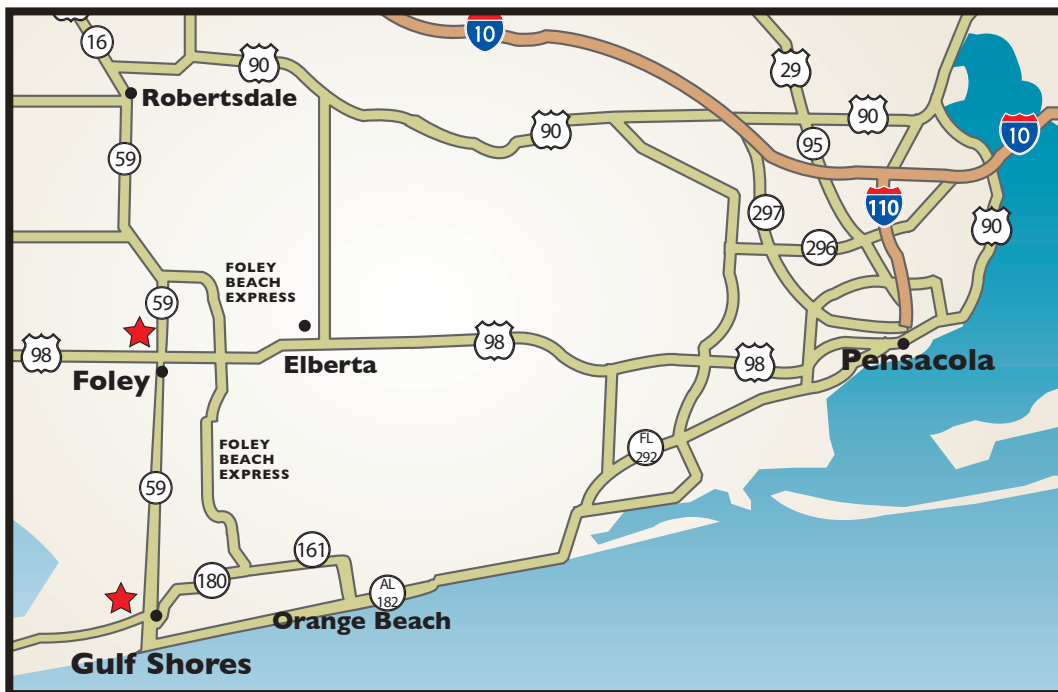 16
10
90
29
Robertsdale
90
90
10
59
95
110
297
90
296
FOLEY
BEACH
EXPRESS
59
98
98
98
Elberta
Foley
Pensacola
FOLEY
BEACH
EXPRESS
FL
292
59
161
180
AL
182
Orange Beach
Gulf Shores